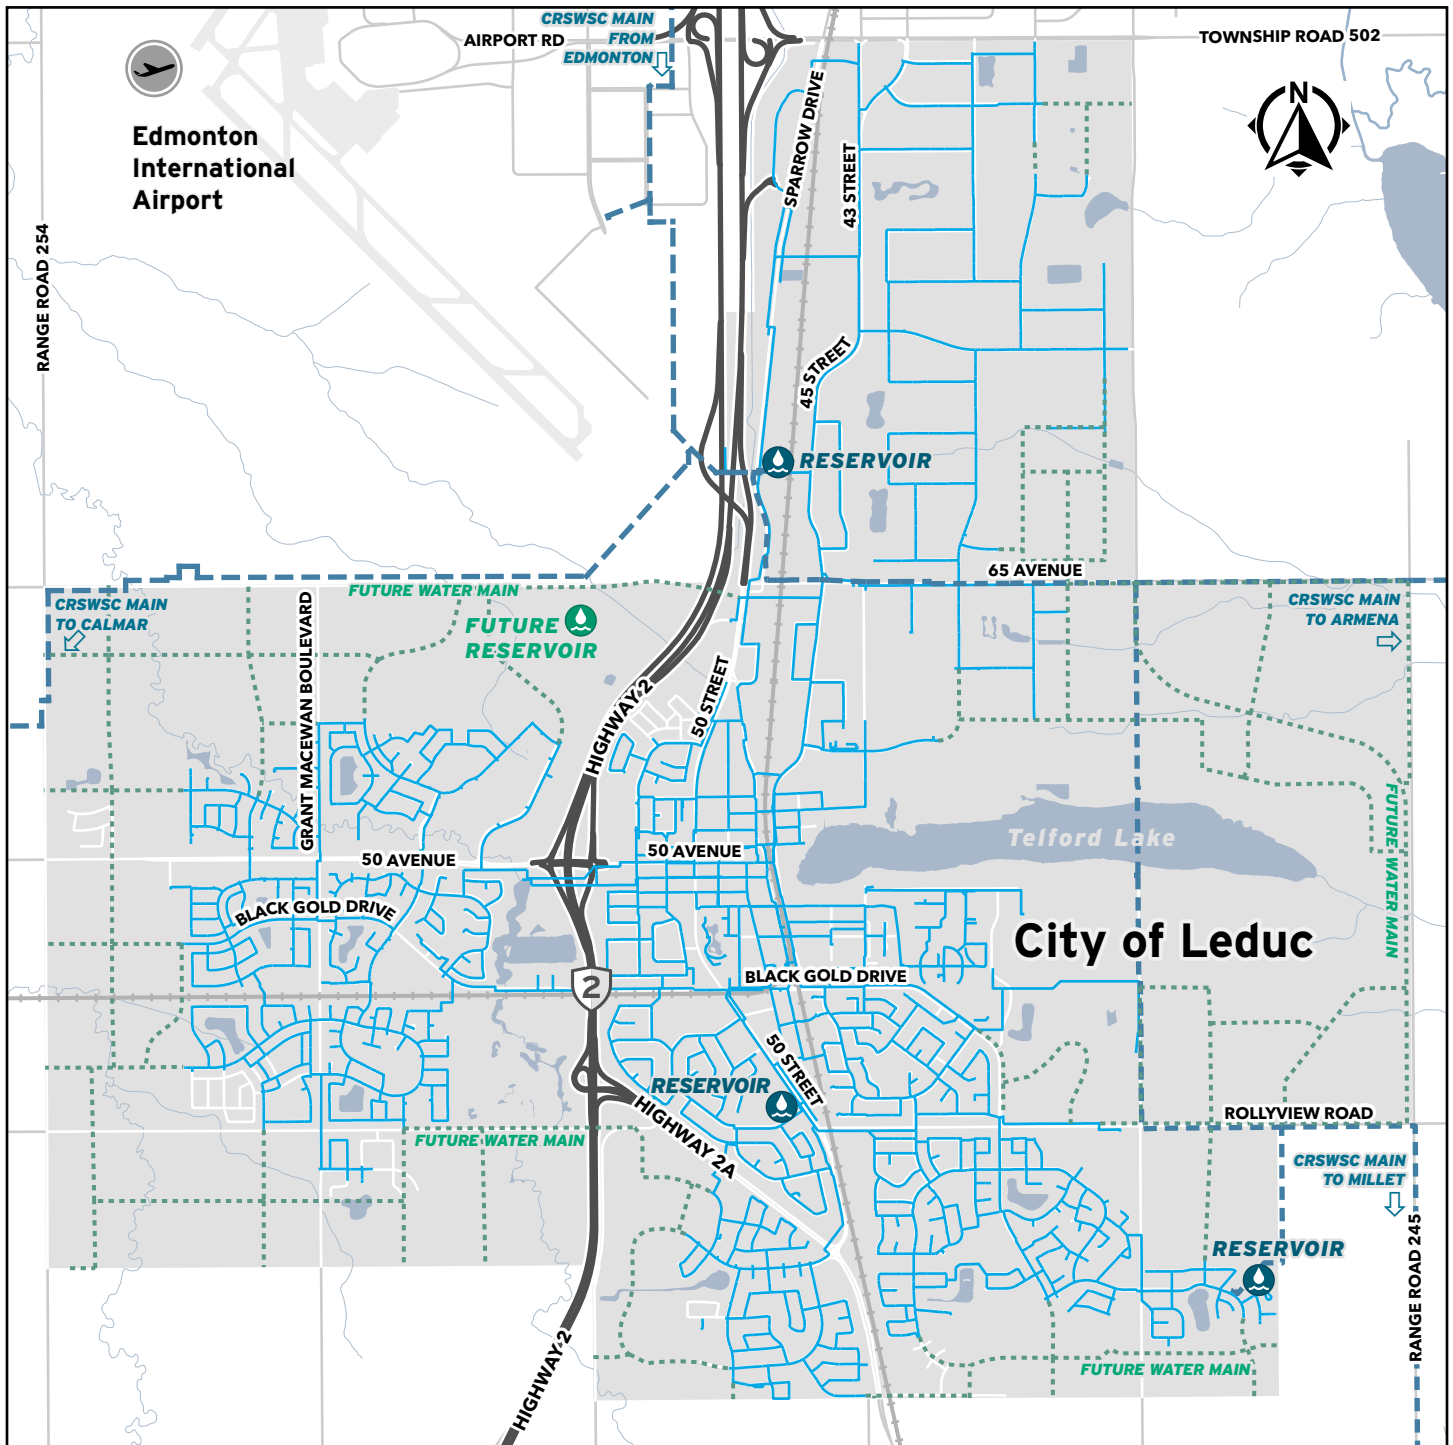 CRSWSC MAIN
FROM
EDMONTON
AIRPORT RD
TOWNSHIP ROAD 502
N
Edmonton
International
Airport
SPARROW DRIVE
43 STREET
RANGE ROAD 254
45 STREET
RESERVOIR
65 AVENUE
FUTURE WATER MAIN
CRSWSC MAIN
TO CALMAR
CRSWSC MAIN
TO ARMENA
FUTURE
RESERVOIR
GRANT MACEWAN BOULEVARD
HIGHWAY 2
50 STREET
Telford Lake
50 AVENUE
50 AVENUE
FUTURE WATER MAIN
BLACK GOLD DRIVE
City of Leduc
BLACK GOLD DRIVE
2
50 STREET
RESERVOIR
ROLLYVIEW ROAD
HIGHWAY 2A
FUTURE WATER MAIN
CRSWSC MAIN
TO MILLET
RESERVOIR
RANGE ROAD 245
HIGHWAY 2
FUTURE WATER MAIN